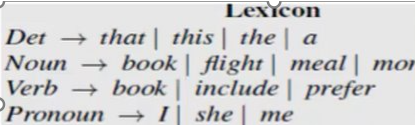 Lexicon
Det → that | this | the | a
Noun → book | flight | meal |
Verb → book | include | prefer
Pronoun → I | she | me